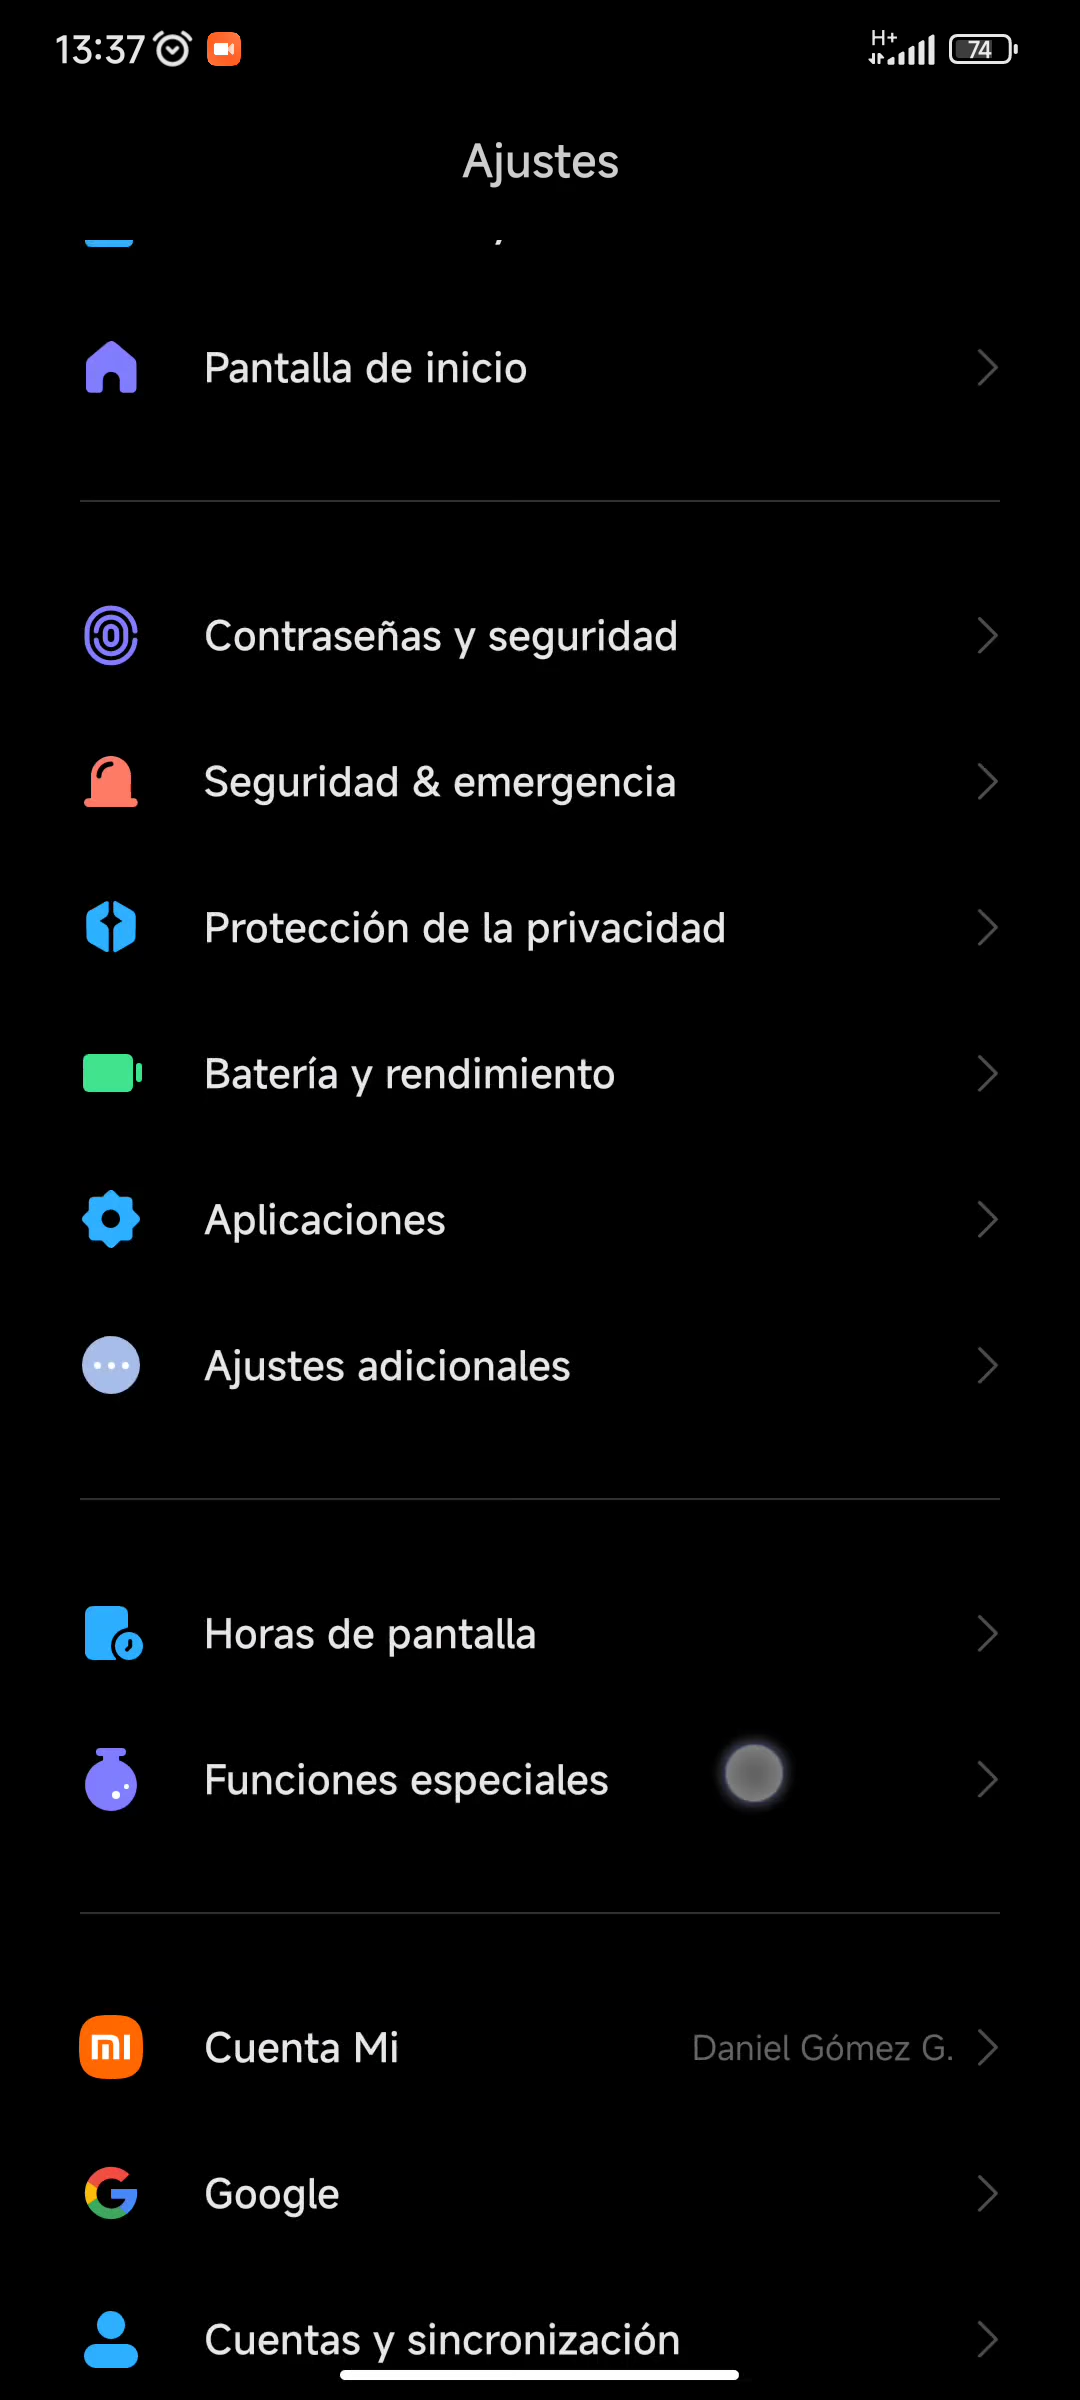 13:37
H+
74
Ajustes
Pantalla de inicio
Contraseñas y seguridad
Seguridad & emergencia
Protección de la privacidad
Batería y rendimiento
Aplicaciones
Ajustes adicionales
Horas de pantalla
Funciones especiales
Cuenta Mi
Daniel Gómez G.
Google
Cuentas y sincronización